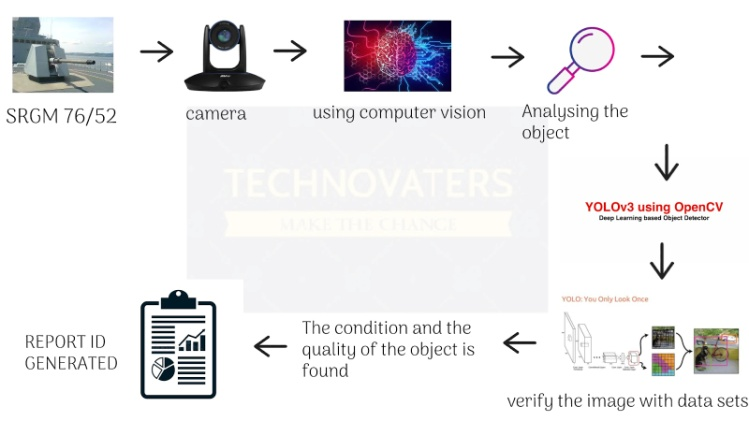 SRGM 76/52
camera
using computer vision
Analysing the
object
TECHNOVATERS
MAKE THE CHANCE
YOLOv3 using OpenCV
Deep Learning based Object Detector
YOLO: You Only Look Once
verify the image with data sets
The condition and the
quality of the object is
found
REPORT ID
GENERATED